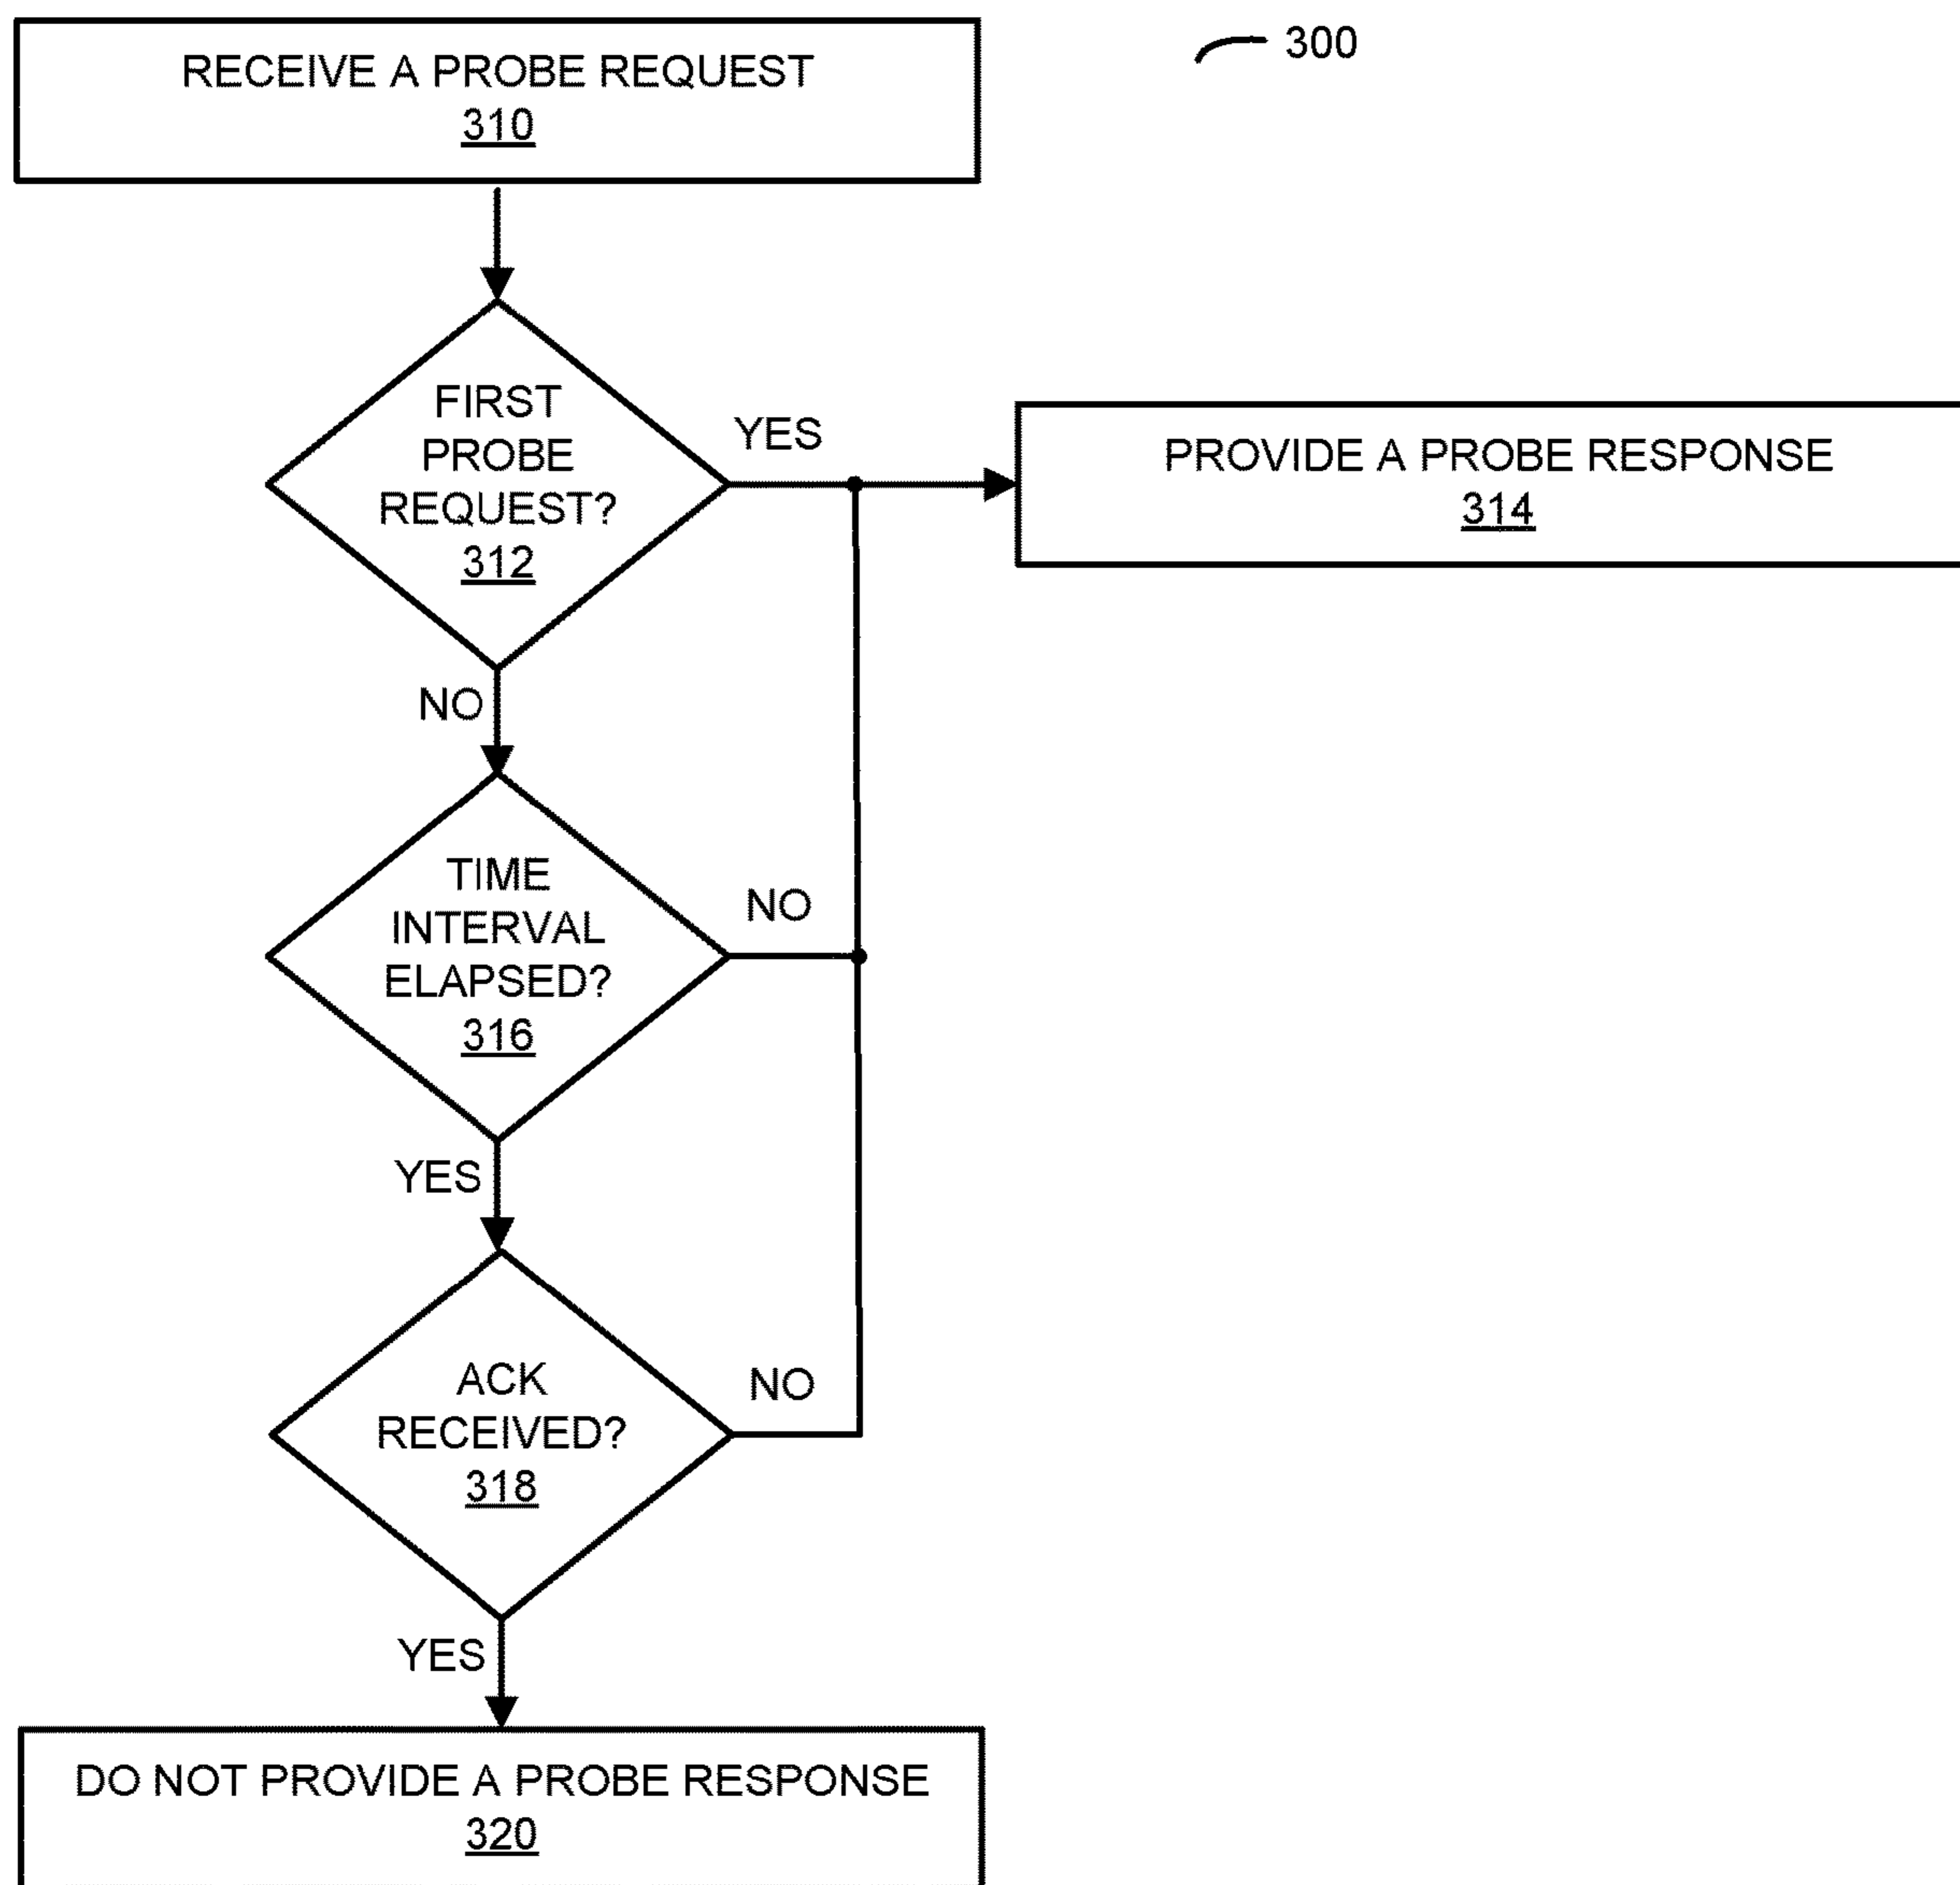 RECEIVE A PROBE REQUEST
310
300
FIRST
PROBE
REQUEST?
312
YES
PROVIDE A PROBE RESPONSE
314
NO
TIME
INTERVAL
ELAPSED?
316
NO
YES
ACK
RECEIVED?
318
NO
YES
DO NOT PROVIDE A PROBE RESPONSE
320